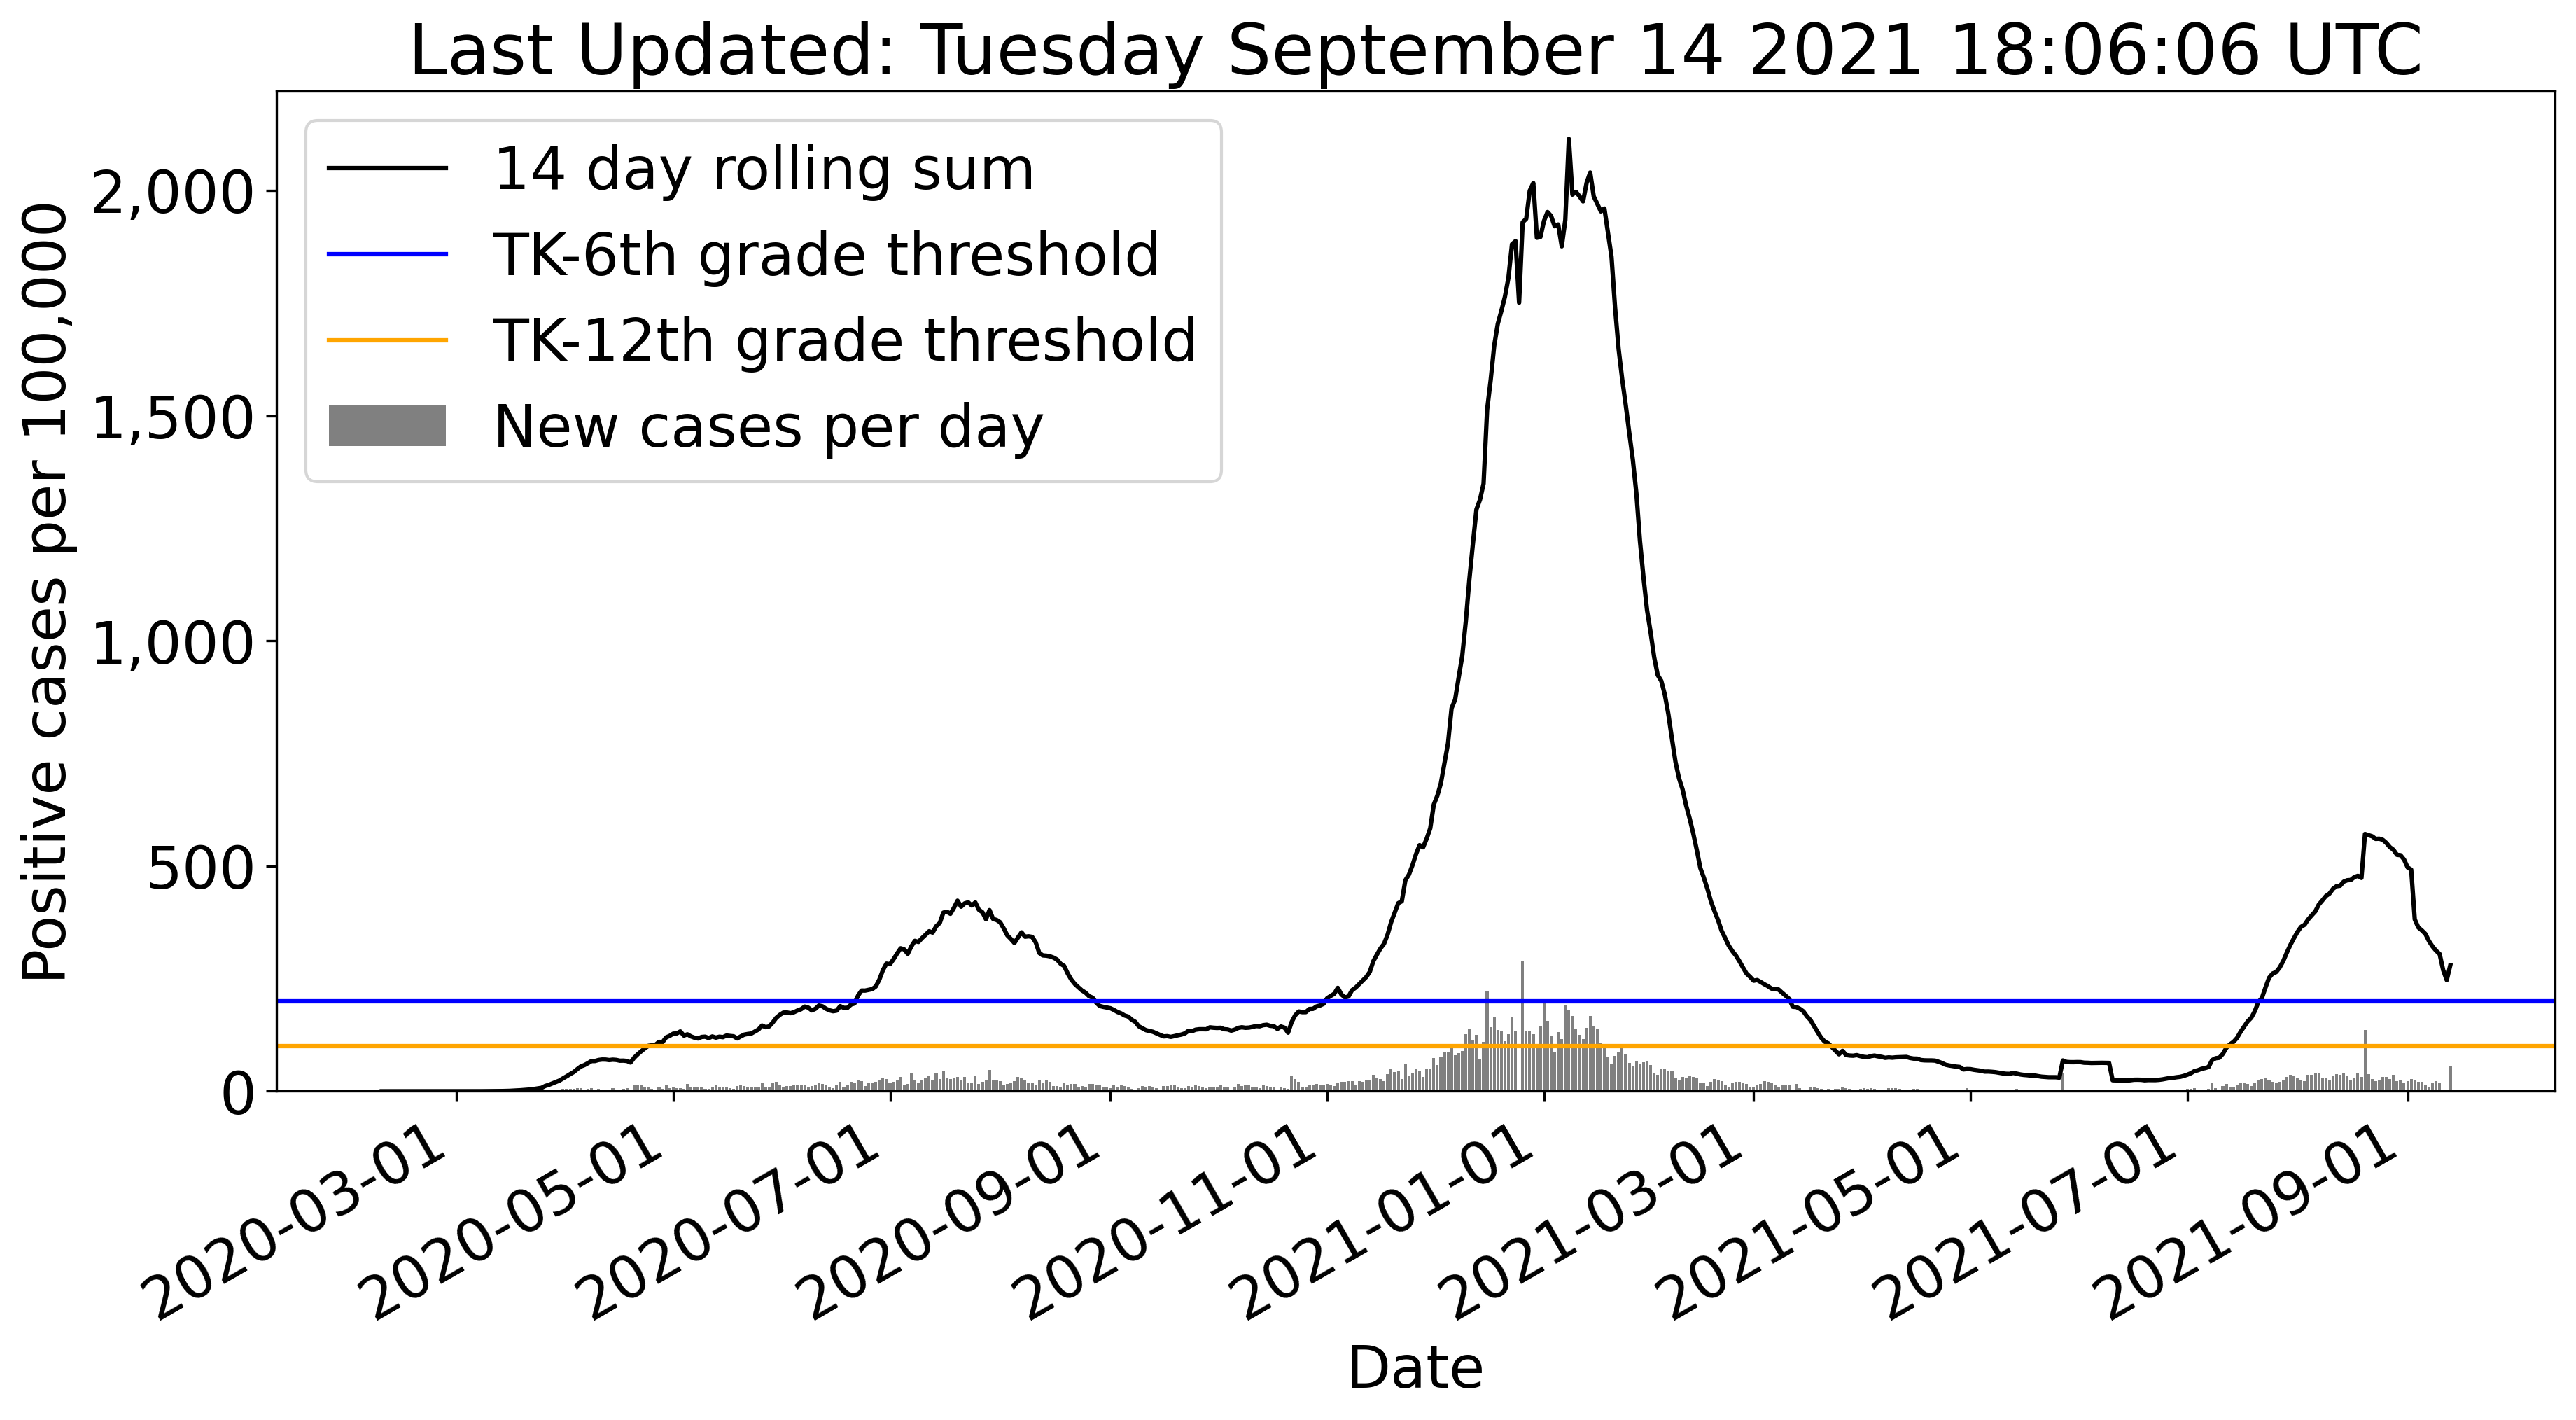 Last Updated: Tuesday September 14 2021 18:06:06 UTC
14 day rolling sum
TK-6th grade threshold
TK-12th grade threshold
New cases per day
Positive cases per 100,000
2,000
1,500
1,000
500
0
2020-03-01
2020-05-01
2020-07-01
2020-09-01
2020-11-01
2021-01-01
2021-03-01
2021-05-01
2021-07-01
2021-09-01
Date